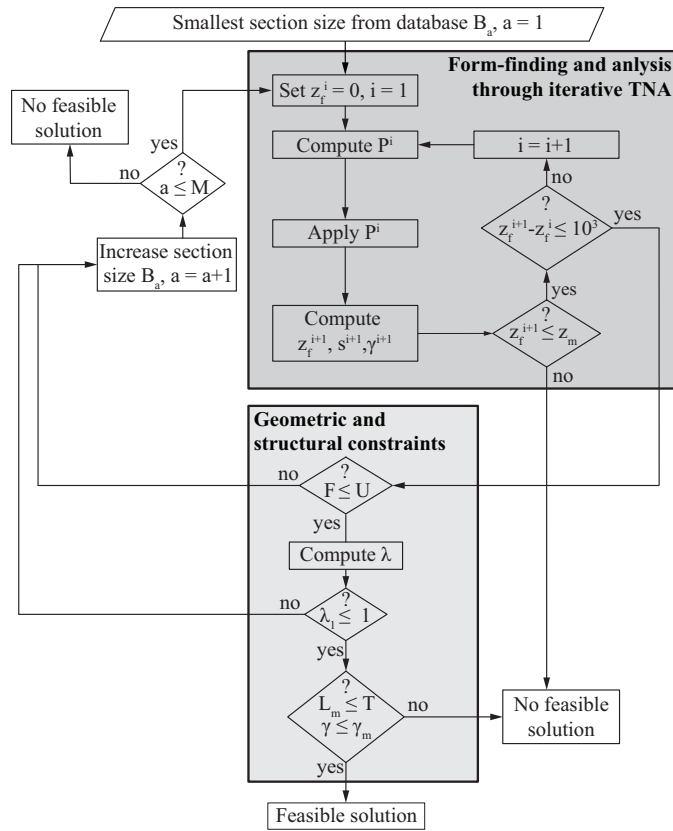 Smallest section size from database Bₐ, a = 1
Form-finding and anlysis
through iterative TNA
Set z_f^i = 0, i = 1
No feasible
solution
yes
Compute P^i
i = i+1
?
a ≤ M
no
no
?
z_f^{i+1}-z_f^i ≤ 10^3
yes
Apply P^i
Increase section
size Bₐ, a = a+1
yes
Compute
z_f^{i+1}, s^{i+1},γ^{i+1}
?
z_f^{i+1} ≤ z_m
no
Geometric and
structural constraints
no
?
F ≤ U
yes
Compute λ
no
?
λ_1 ≤ 1
yes
?
L_m ≤ T
γ ≤ γ_m
no
No feasible
solution
yes
Feasible solution